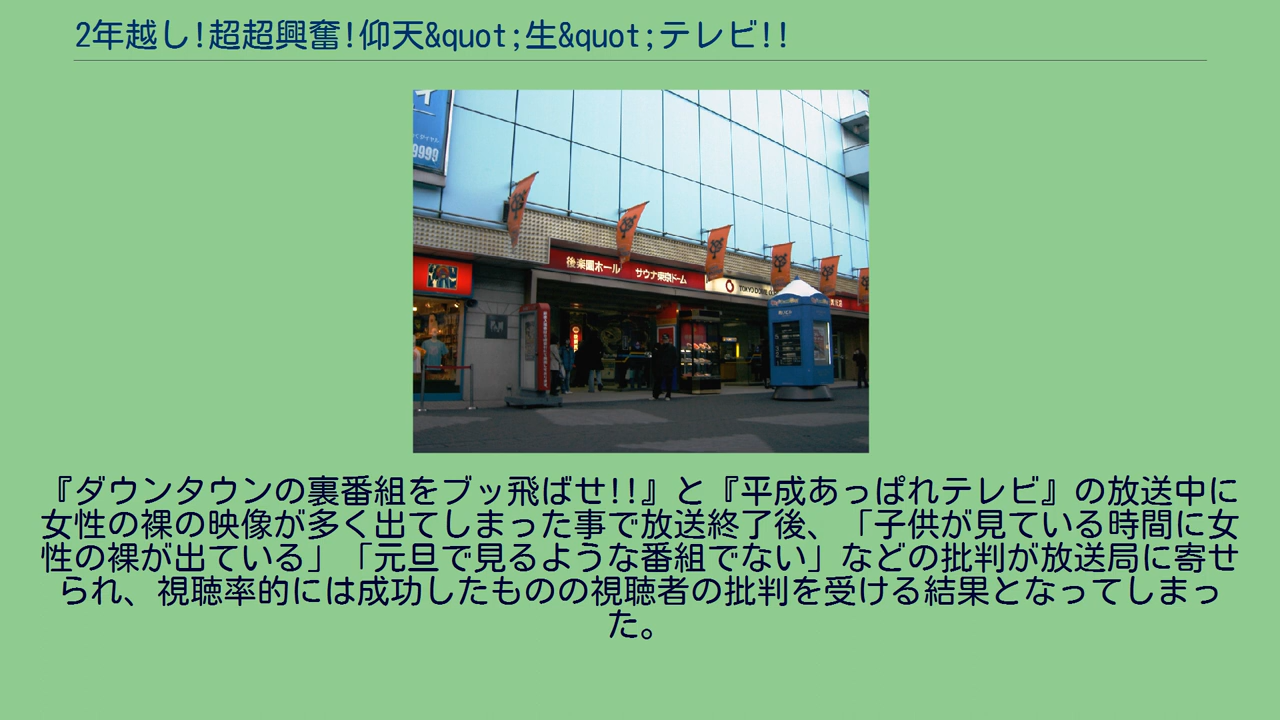 2年越し!超超興奮!仰天&quot;生&quot;テレビ!!
9999
後楽園ホール サウナ東京ドーム
TOKYO DOME
『ダウンタウンの裏番組をブッ飛ばせ!!』と『平成あっぱれテレビ』の放送中に
女性の裸の映像が多く出てしまった事で放送終了後、「子供が見ている時間に女
性の裸が出ている」「元旦で見るような番組でない」などの批判が放送局に寄せ
られ、視聴率的には成功したものの視聴者の批判を受ける結果となってしまっ
た。